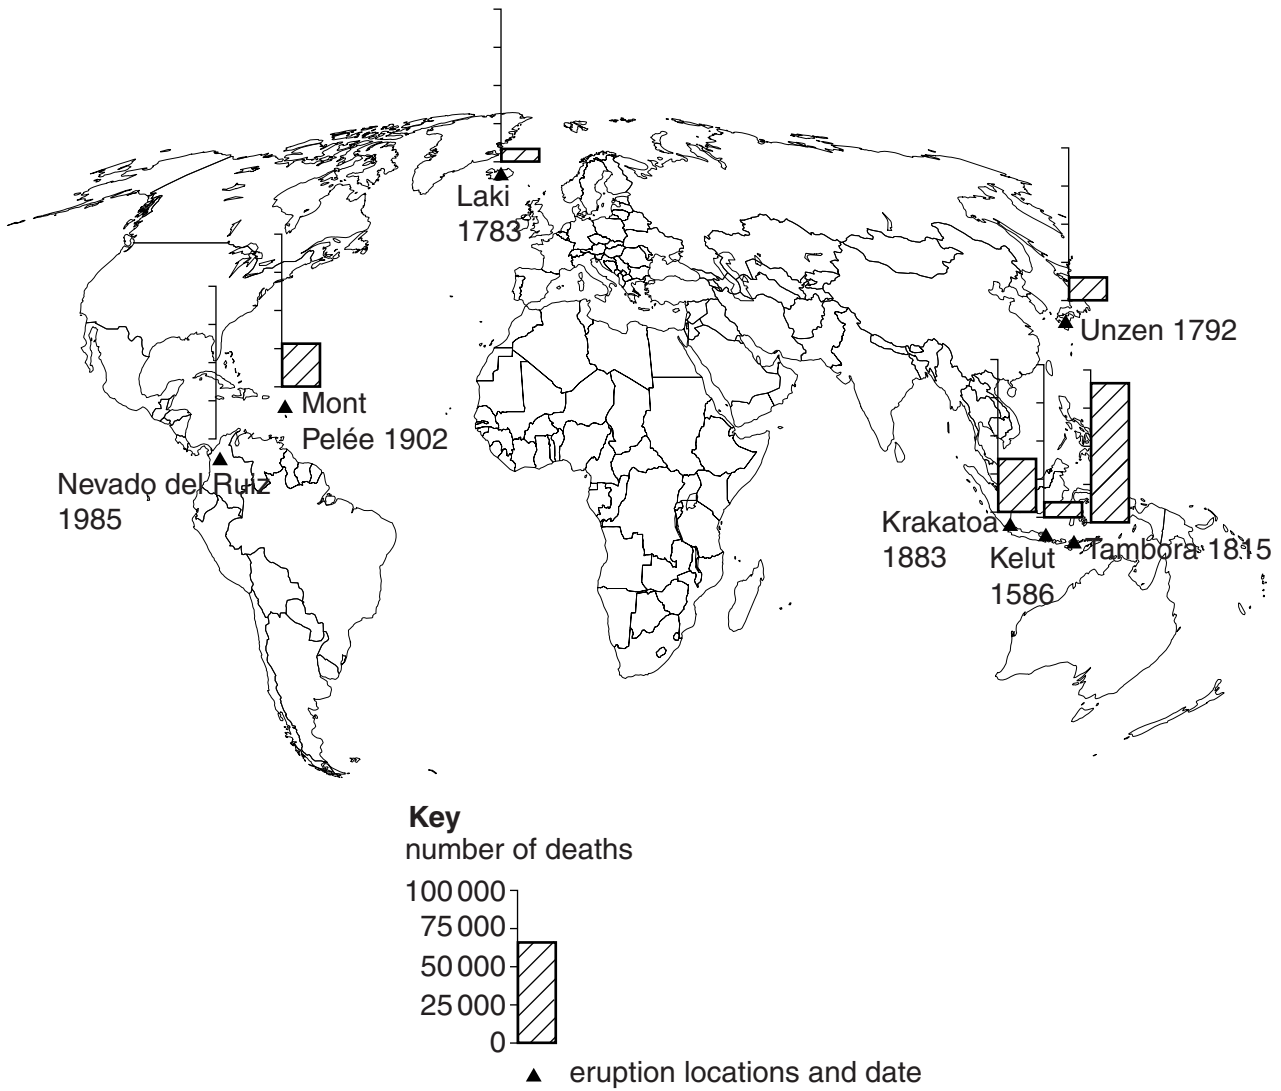 Laki
1783
Unzen 1792
Mont
Pelée 1902
Nevado del Ruiz
1985
Krakatoa
1883
Kelut
1586
Tambora 1815
Key
number of deaths
100 000
75 000
50 000
25 000
0
eruption locations and date